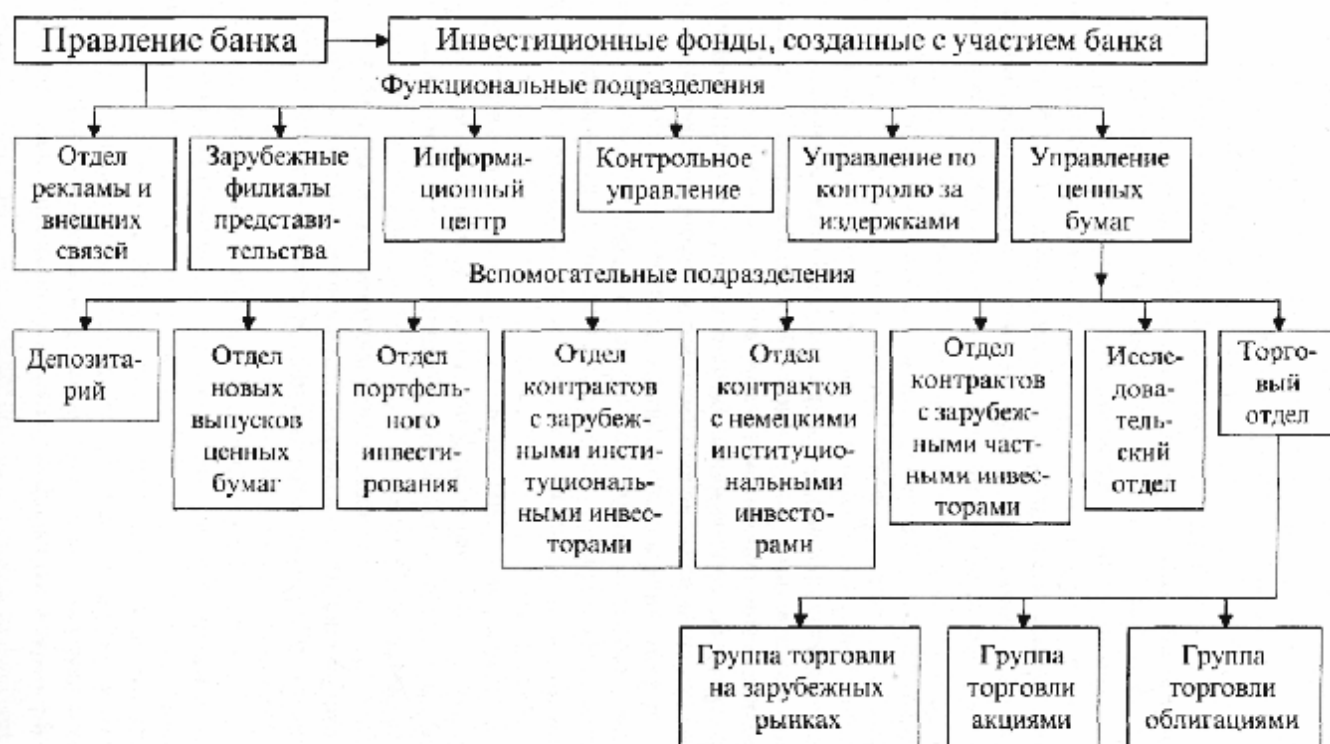 Правление банка
Инвестиционные фонды, созданные с участием банка
Функциональные подразделения
Отдел
рекламы и
внешних
связей
Зарубежные
филиалы
представи-
тельства
Информа-
ционный
центр
Контрольное
управление
Управление по
контролю за
издержками
Управление
ценных
бумаг
Вспомогательные подразделения
Депозита-
рий
Отдел
новых
выпусков
ценных
бумаг
Отдел
портфель-
ного
инвести-
рования
Отдел
контрактов
с зарубеж-
ными инсти-
туциональ-
ными инвес-
торами
Отдел
контрактов
с немецкими
институцио-
нальными
инвесто-
рами
Отдел
контрактов
с зарубеж-
ными част-
ными инвес-
торами
Иссле-
дова-
тель-
ский
отдел
Торго-
вый
отдел
Группа торговли
на зарубежных
рынках
Группа
торговли
акциями
Группа
торговли
облигациями